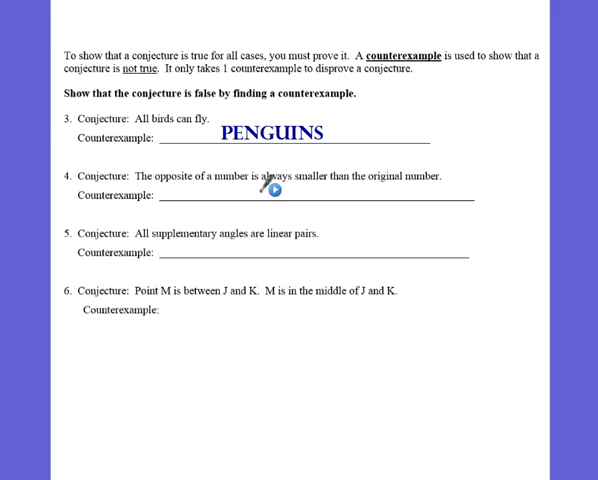 To show that a conjecture is true for all cases, you must prove it. A counterexample is used to show that a
conjecture is not true. It only takes 1 counterexample to disprove a conjecture.
Show that the conjecture is false by finding a counterexample.
3. Conjecture: All birds can fly.
Counterexample: PENGUINS
4. Conjecture: The opposite of a number is always smaller than the original number.
Counterexample:
5. Conjecture: All supplementary angles are linear pairs.
Counterexample:
6. Conjecture: Point M is between J and K. M is in the middle of J and K.
Counterexample: